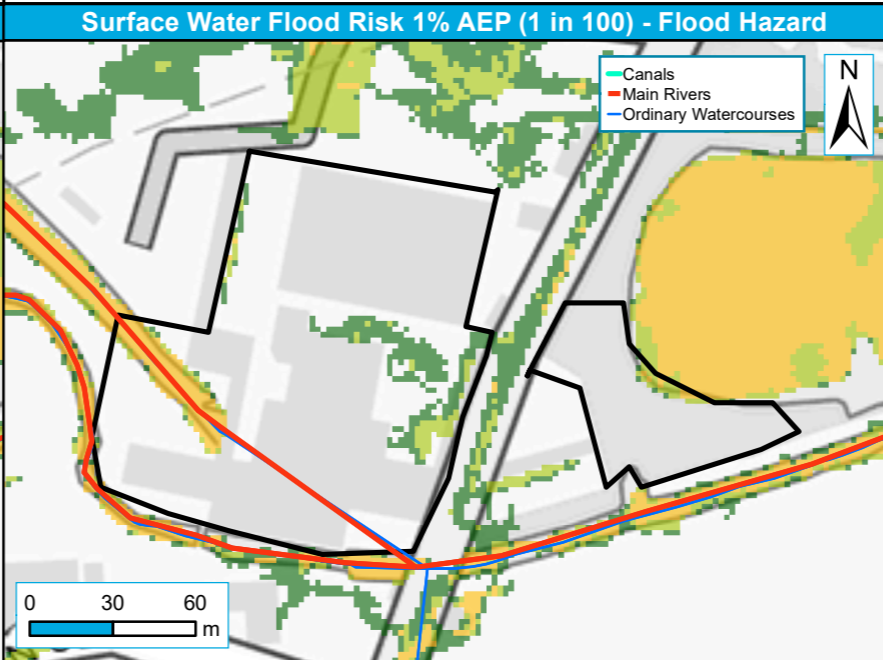 Surface Water Flood Risk 1% AEP (1 in 100) - Flood Hazard
Canals
Main Rivers
Ordinary Watercourses
N
0 30 60
m